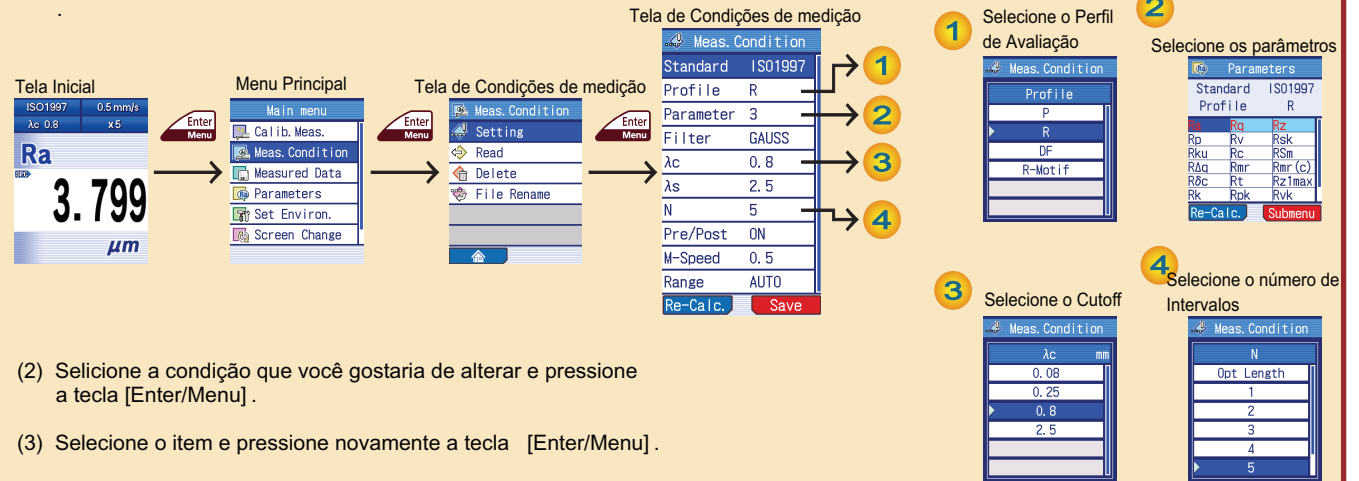 .
Tela Inicial
ISO1997 0.5 mm/s
λc 0.8 x5
Ra
3.799
µm
Enter
Menu
Menu Principal
Main menu
Calib. Meas.
Meas. Condition
Measured Data
Parameters
Set Environ.
Screen Change
Enter
Menu
Tela de Condições de medição
Meas. Condition
Setting
Read
Delete
File Rename
Enter
Menu
Tela de Condições de medição
Meas. Condition
Standard ISO1997
Profile R
Parameter 3
Filter GAUSS
λc 0.8
λs 2.5
N 5
Pre/Post ON
M-Speed 0.5
Range AUTO
Re-Calc. Save
1
2
3
4
1
Selecione o Perfil
de Avaliação
Meas. Condition
Profile
P
R
DF
R-Motif
2
Selecione os parâmetros
Parameters
Standard ISO1997
Profile R
Rq Rz
Rp Rv Rsk
Rku Rc RSm
RΔq Rmr Rmr(c)
Rδc Rt Rz1max
Rk Rpk Rvk
Re-Calc. Submenu
3
Selecione o Cutoff
Meas. Condition
λc mm
0.08
0.25
0.8
2.5
4
Selecione o número de
Intervalos
Meas. Condition
N
Opt Length
1
2
3
4
5
(2) Selicione a condição que você gostaria de alterar e pressione
a tecla [Enter/Menu] .
(3) Selecione o item e pressione novamente a tecla [Enter/Menu] .